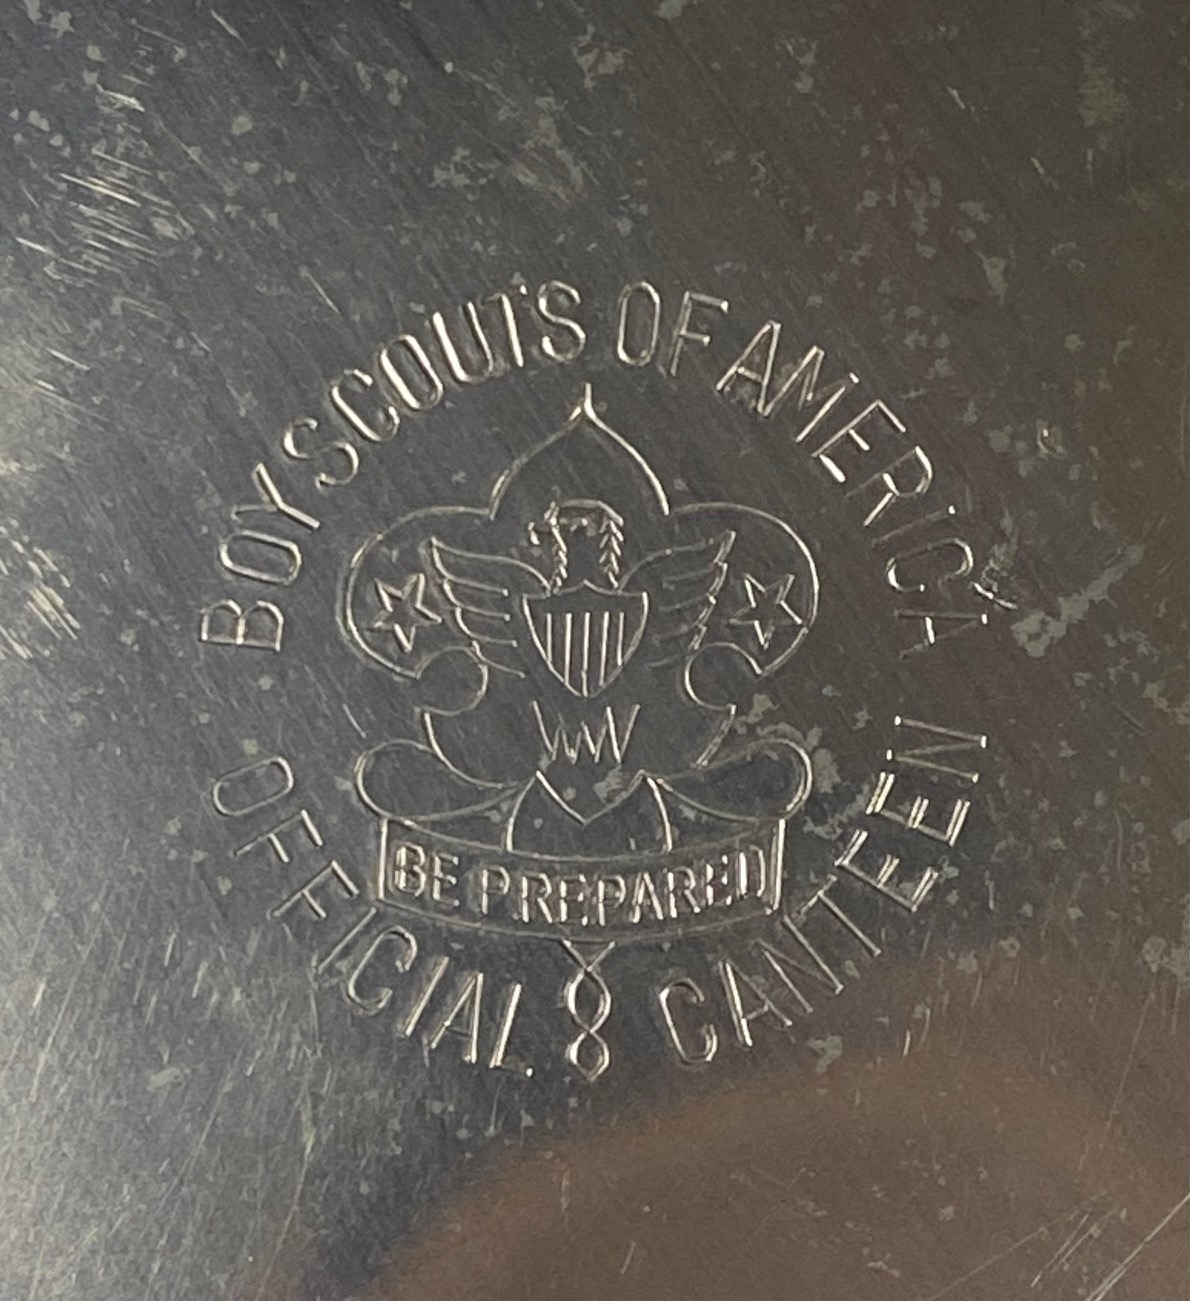 BOY SCOUTS OF AMERICA
BE PREPARED
OFFICIAL CANTEEN